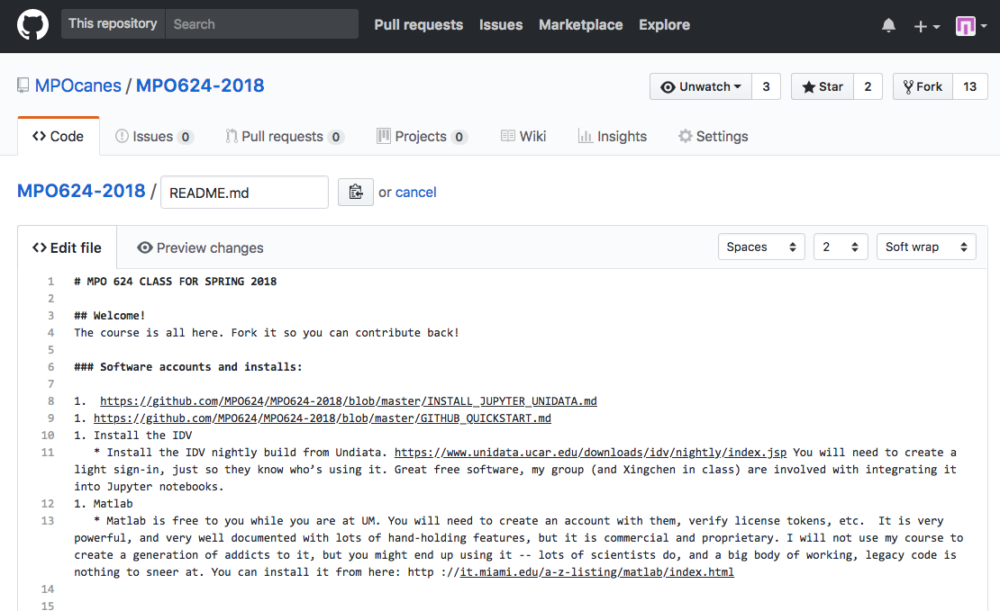 This repository Search Pull requests Issues Marketplace Explore
MPOcanes / MPO624-2018 Unwatch 3 Star 2 Fork 13
Code Issues 0 Pull requests 0 Projects 0 Wiki Insights Settings
MPO624-2018 / README.md or cancel
Edit file Preview changes Spaces 2 Soft wrap
1 # MPO 624 CLASS FOR SPRING 2018
2
3 ## Welcome!
4 The course is all here. Fork it so you can contribute back!
5
6 ### Software accounts and installs:
7
8 1.  https://github.com/MPO624/MPO624-2018/blob/master/INSTALL_JUPYTER_UNIDATA.md
9 1. https://github.com/MPO624/MPO624-2018/blob/master/GITHUB_QUICKSTART.md
10 1. Install the IDV
11 * Install the IDV nightly build from Undiata. https://www.unidata.ucar.edu/downloads/idv/nightly/index.jsp You will need to create a
light sign-in, just so they know who’s using it. Great free software, my group (and Xingchen in class) are involved with integrating it
into Jupyter notebooks.
12 1. Matlab
13 * Matlab is free to you while you are at UM. You will need to create an account with them, verify license tokens, etc.  It is very
powerful, and very well documented with lots of hand-holding features, but it is commercial and proprietary. I will not use my course to
create a generation of addicts to it, but you might end up using it -- lots of scientists do, and a big body of working, legacy code is
nothing to sneer at. You can install it from here: http ://it.miami.edu/a-z-listing/matlab/index.html
14
15